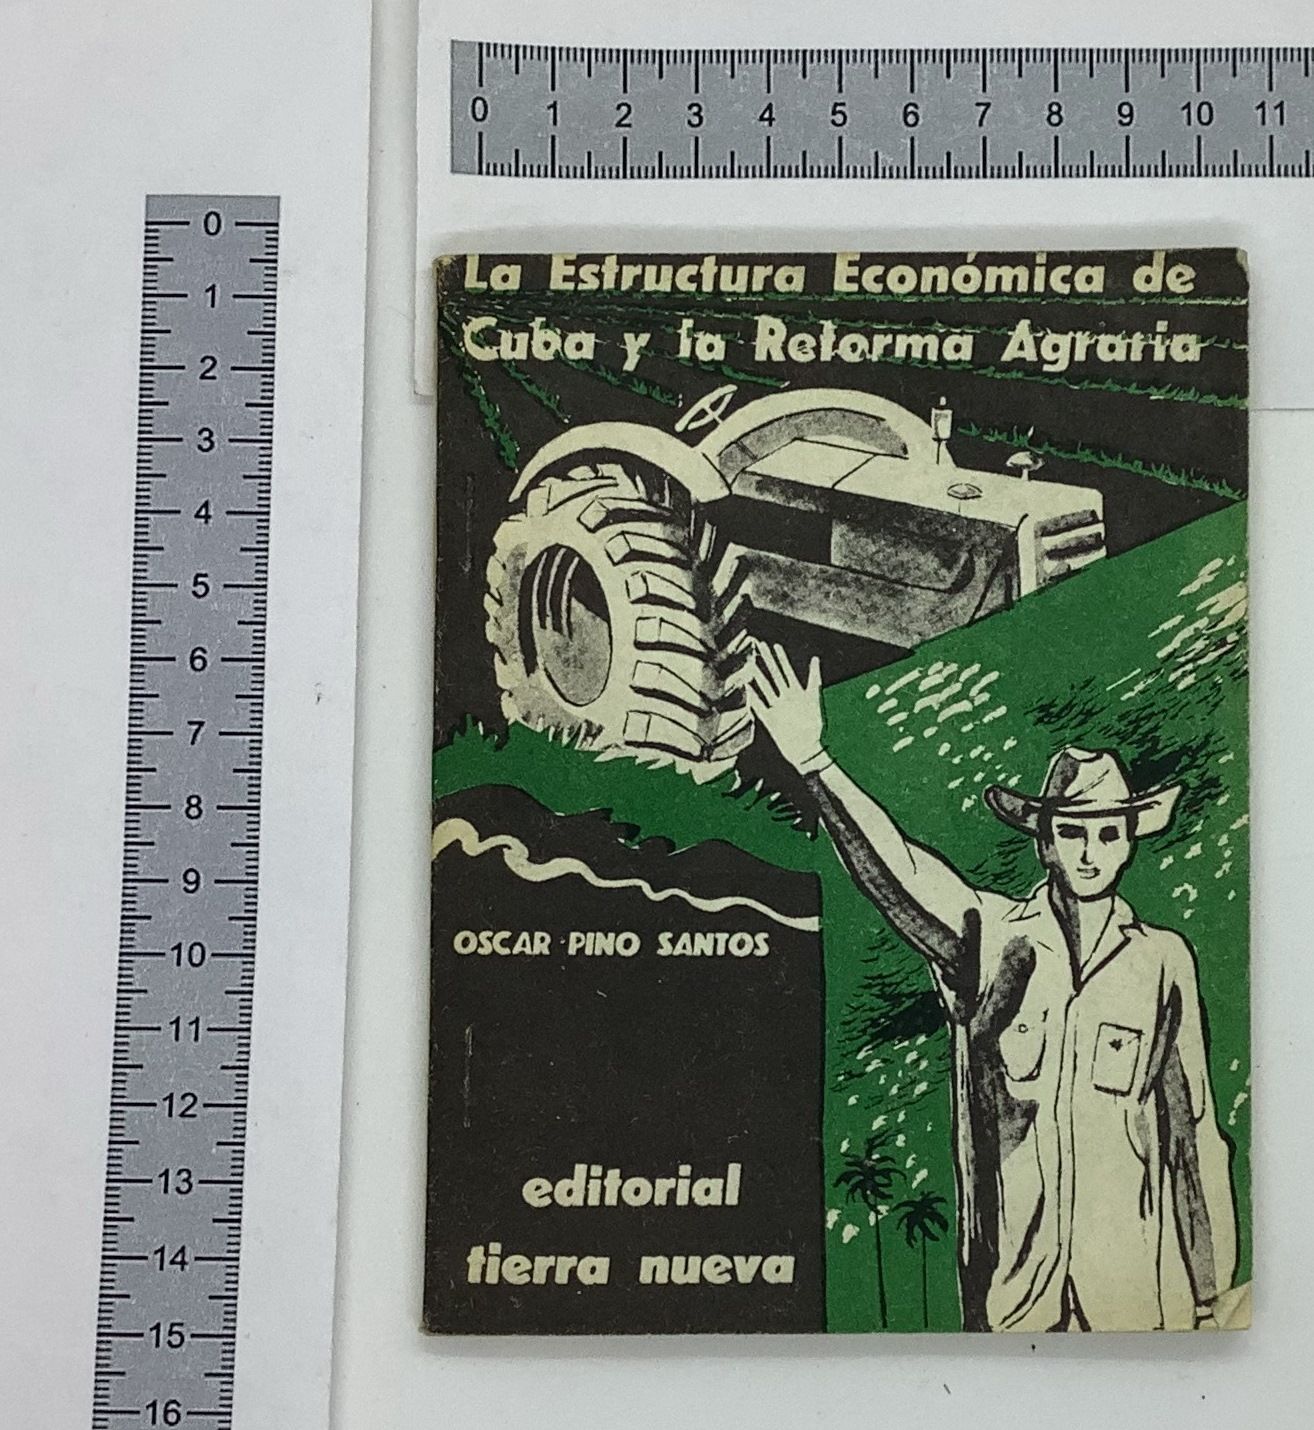 0 1 2 3 4 5 6 7 8 9 10 11
0
1
2
3
4
5
6
7
8
9
10
11
12
13
14
15
16
La Estructura Económica de
Cuba y la Reforma Agraria
OSCAR PINO SANTOS
editorial
tierra nueva